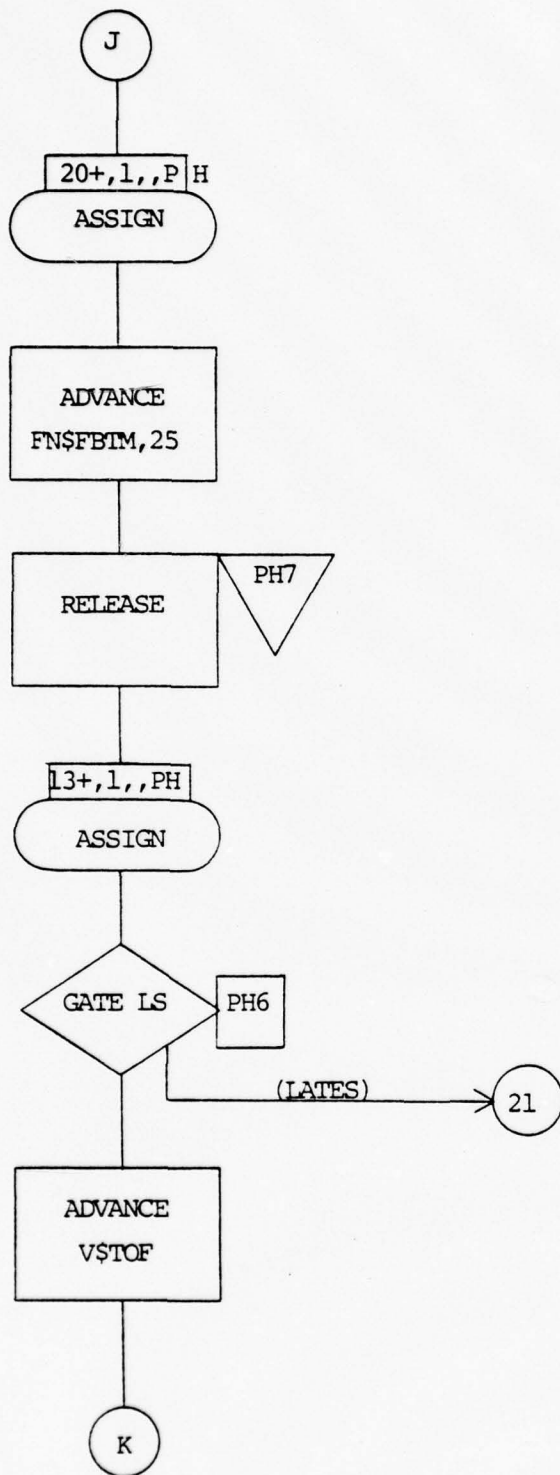 J
20+,1,,PH
ASSIGN
ADVANCE
FN$FBTM,25
RELEASE
PH7
13+,1,,PH
ASSIGN
GATE LS
PH6
(LATES)
21
ADVANCE
V$TOF
K